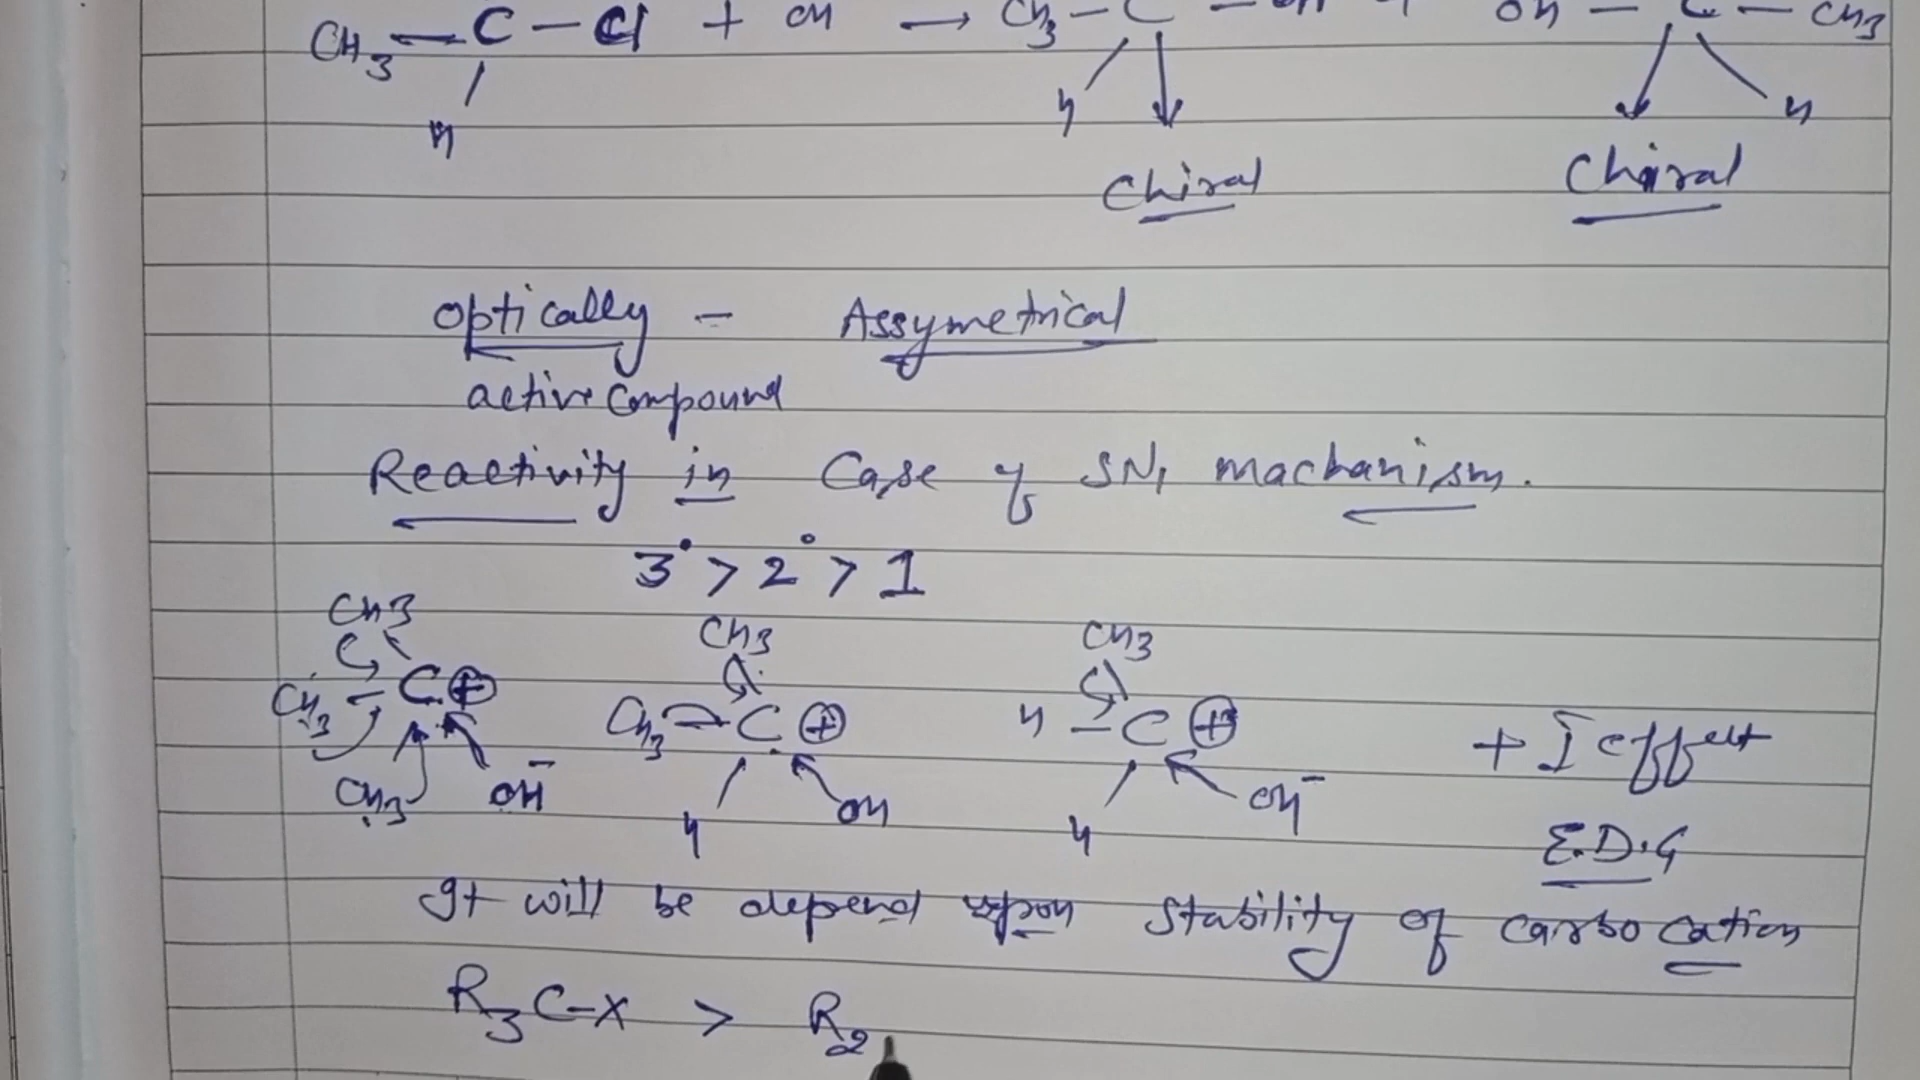 CH3 — C — Cl + OH → CH3 — C — OH + OH — C — CH3
H H H
Chiral Chiral
Optically - Assymetrical
active Compound
Reactivity in Case of SN1 machanism.
3° > 2° > 1
CH3 CH3 CH3
CH3 - C ⊕ CH3 - C ⊕ H - C ⊕ + I effect
CH3 OH⁻ H OH H OH⁻ E.D.G
It will be depend upon Stability of carbo cation
R3C-X > R2